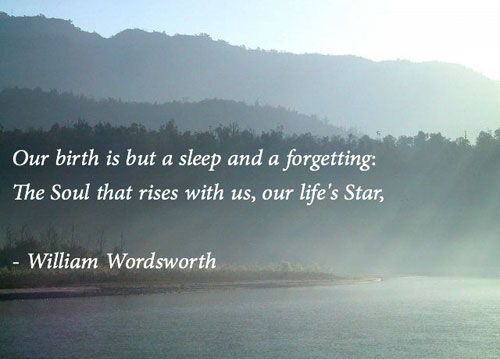 Our birth is but a sleep and a forgetting:
The Soul that rises with us, our life's Star,
- William Wordsworth